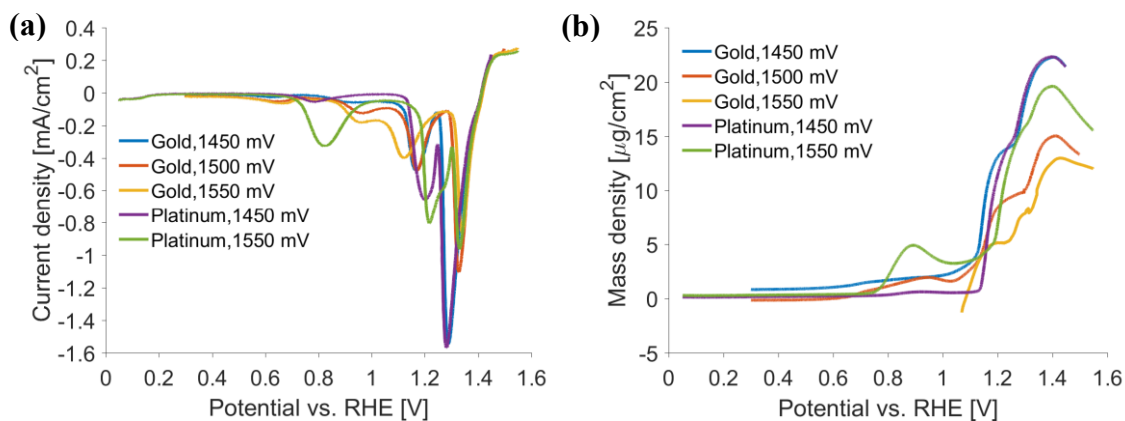 (a)
0.4
0.2
0
-0.2
-0.4
-0.6
-0.8
-1
-1.2
-1.4
-1.6
Current density [mA/cm²]
Gold,1450 mV
Gold,1500 mV
Gold,1550 mV
Platinum,1450 mV
Platinum,1550 mV
0 0.2 0.4 0.6 0.8 1 1.2 1.4 1.6
Potential vs. RHE [V]
(b)
25
20
15
10
5
0
-5
Mass density [μg/cm²]
Gold,1450 mV
Gold,1500 mV
Gold,1550 mV
Platinum,1450 mV
Platinum,1550 mV
0 0.2 0.4 0.6 0.8 1 1.2 1.4 1.6
Potential vs. RHE [V]